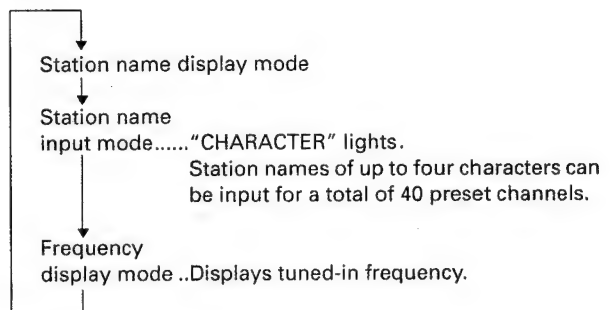 Station name display mode
Station name
input mode......"CHARACTER" lights.
Station names of up to four characters can
be input for a total of 40 preset channels.
Frequency
display mode ..Displays tuned-in frequency.